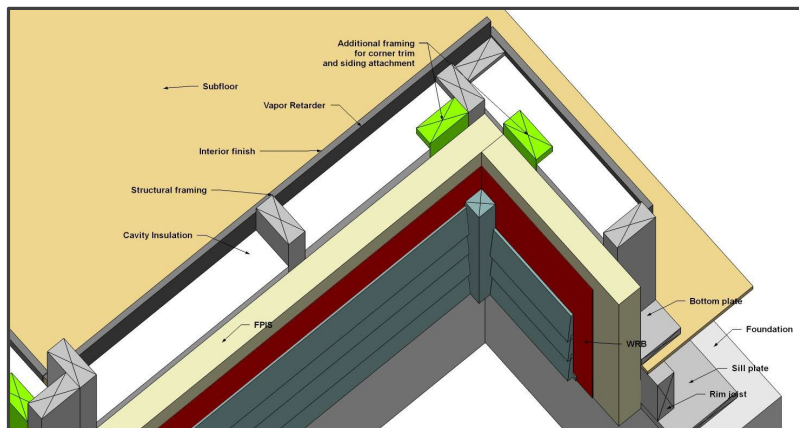 Additional framing
for corner trim
and siding attachment
Subfloor
Vapor Retarder
Interior finish
Structural framing
Cavity Insulation
FPIS
Bottom plate
Foundation
WRB
Sill plate
Rim joist